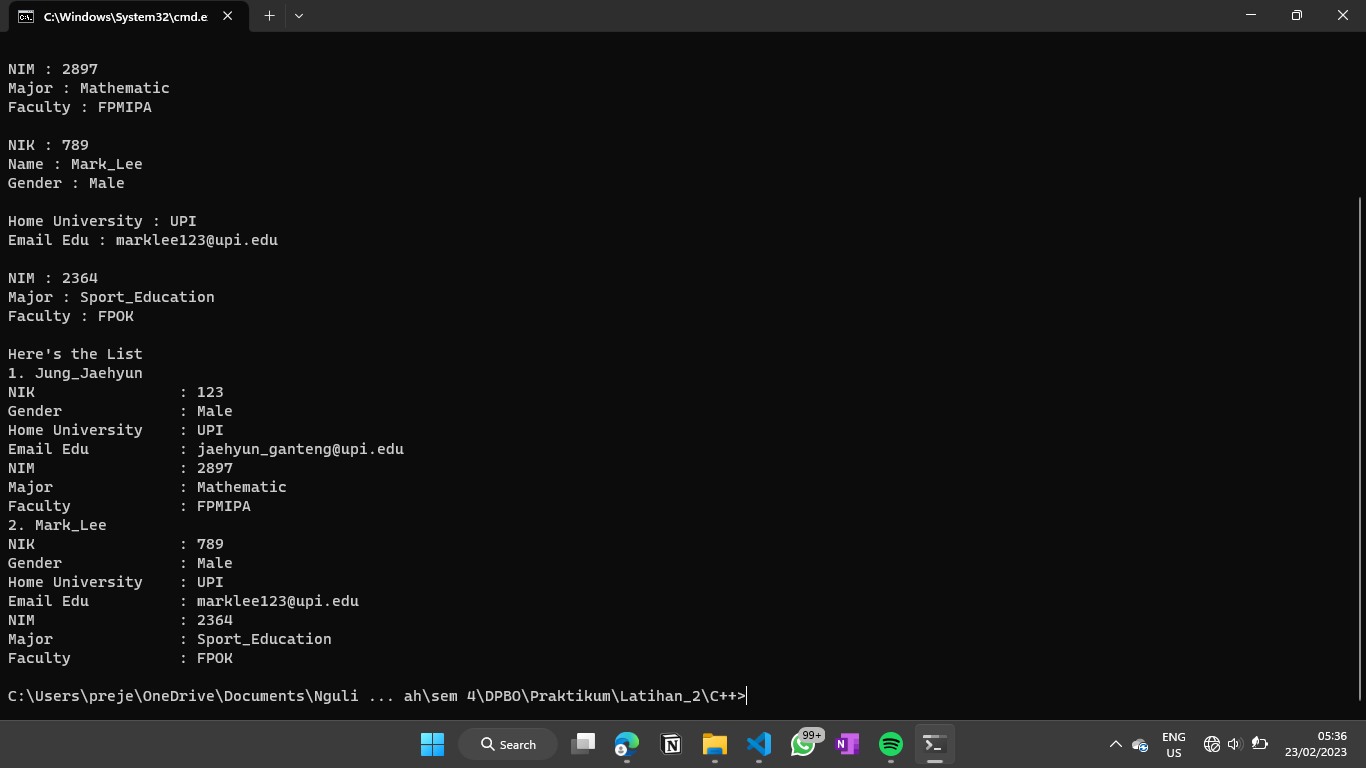 C:\Windows\System32\cmd.e
NIM : 2897
Major : Mathematic
Faculty : FPMIPA
NIK : 789
Name : Mark_Lee
Gender : Male
Home University : UPI
Email Edu : marklee123@upi.edu
NIM : 2364
Major : Sport_Education
Faculty : FPOK
Here's the List
1. Jung_Jaehyun
NIK : 123
Gender : Male
Home University : UPI
Email Edu : jaehyun_ganteng@upi.edu
NIM : 2897
Major : Mathematic
Faculty : FPMIPA
2. Mark_Lee
NIK : 789
Gender : Male
Home University : UPI
Email Edu : marklee123@upi.edu
NIM : 2364
Major : Sport_Education
Faculty : FPOK
C:\Users\preje\OneDrive\Documents\Nguli ... ah\sem 4\DPBO\Praktikum\Latihan_2\C++>
Search
99+
ENG
US
05:36
23/02/2023